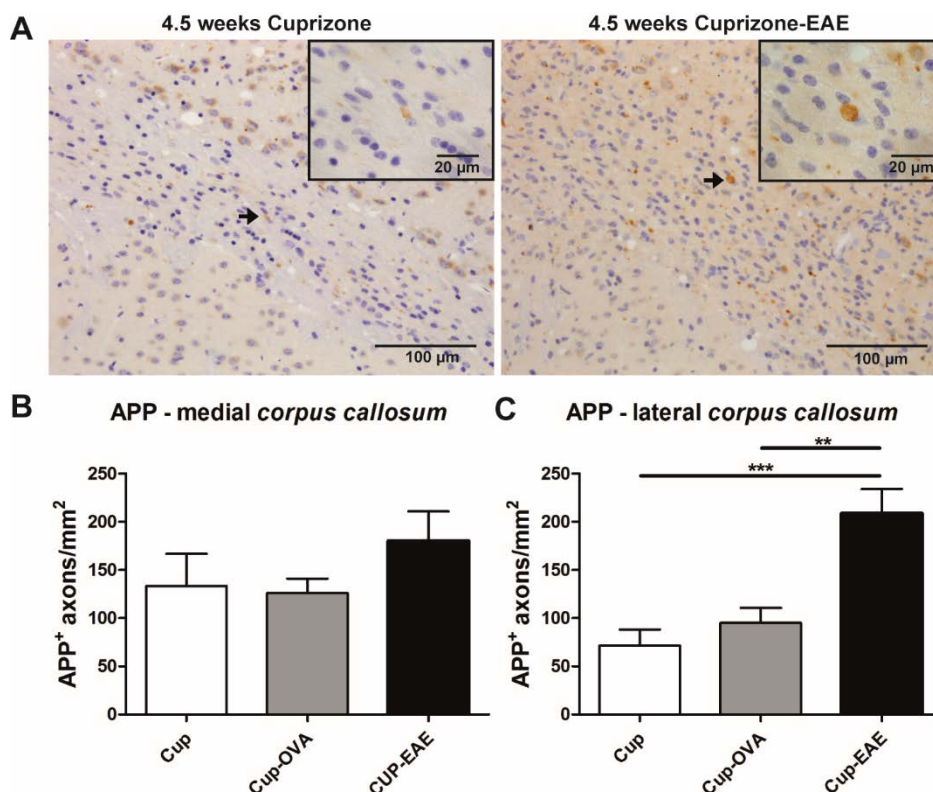 A
4.5 weeks Cuprizone
4.5 weeks Cuprizone-EAE
20 µm
20 µm
100 µm
100 µm
B
APP - medial corpus callosum
APP⁺ axons/mm²
250
200
150
100
50
0
Cup
Cup-OVA
CUP-EAE
C
APP - lateral corpus callosum
**
***
APP⁺ axons/mm²
250
200
150
100
50
0
Cup
Cup-OVA
Cup-EAE